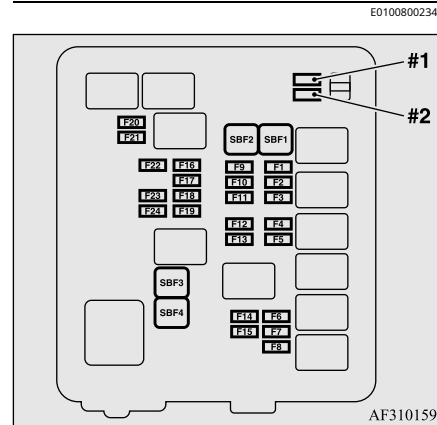 E0100800234
#1
#2
F20
F21
SBF2 SBF1
F22 F16 F9 F1
F17 F10 F2
F23 F18 F11 F3
F24 F19
F12 F4
F13 F5
SBF3
SBF4
F14 F6
F15 F7
F8
AF310159